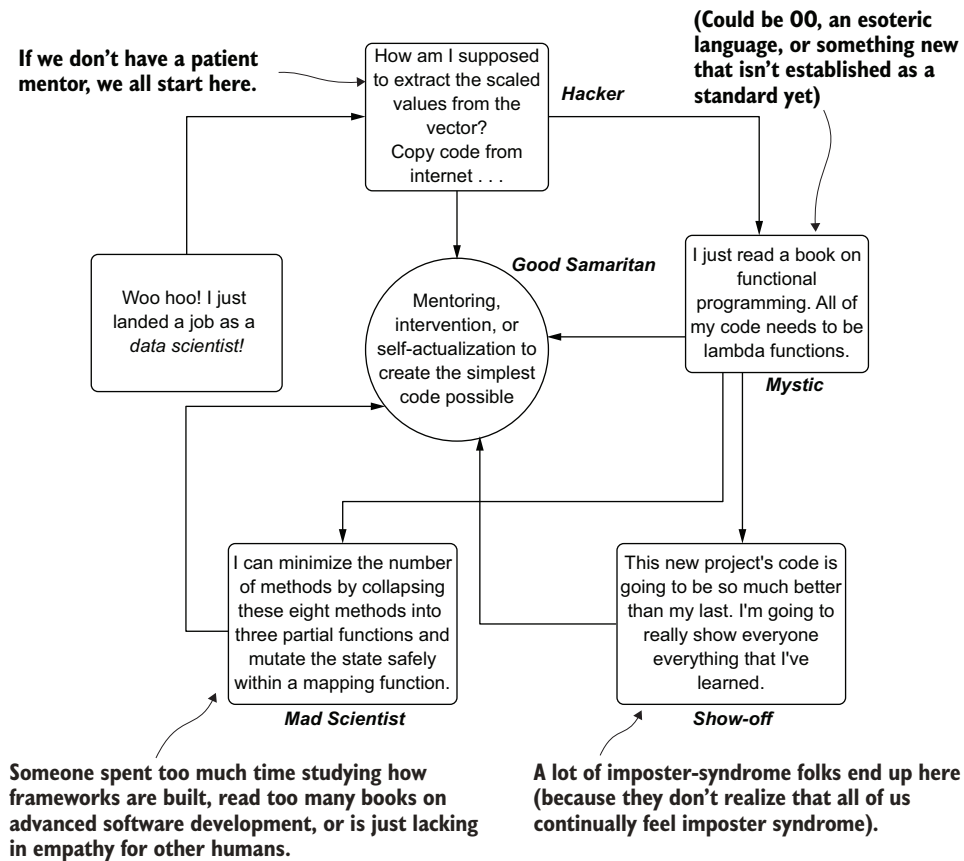 If we don't have a patient
mentor, we all start here.
How am I supposed
to extract the scaled
values from the
vector?
Copy code from
internet . . .
Hacker
(Could be OO, an esoteric
language, or something new
that isn't established as a
standard yet)
Woo hoo! I just
landed a job as a
data scientist!
Good Samaritan
Mentoring,
intervention, or
self-actualization to
create the simplest
code possible
I just read a book on
functional
programming. All of
my code needs to be
lambda functions.
Mystic
I can minimize the number
of methods by collapsing
these eight methods into
three partial functions and
mutate the state safely
within a mapping function.
Mad Scientist
This new project's code is
going to be so much better
than my last. I'm going to
really show everyone
everything that I've
learned.
Show-off
Someone spent too much time studying how
frameworks are built, read too many books on
advanced software development, or is just lacking
in empathy for other humans.
A lot of imposter-syndrome folks end up here
(because they don't realize that all of us
continually feel imposter syndrome).